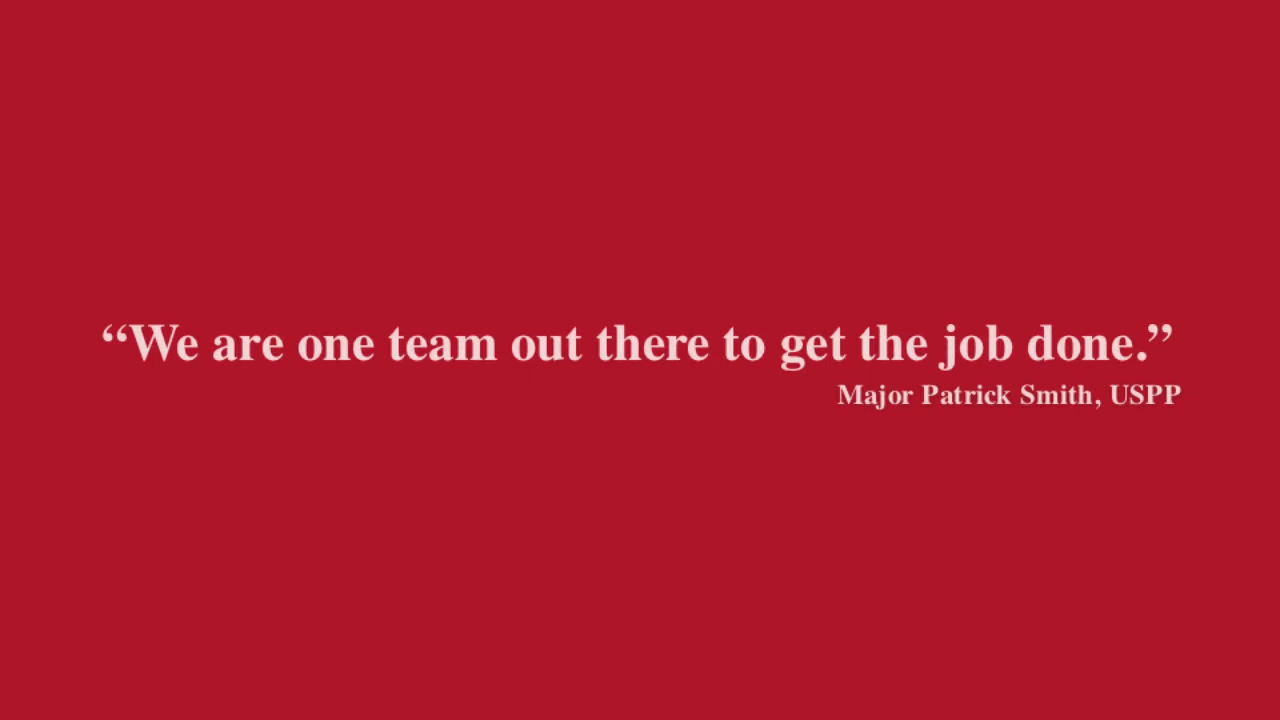 “We are one team out there to get the job done.”
Major Patrick Smith, USPP